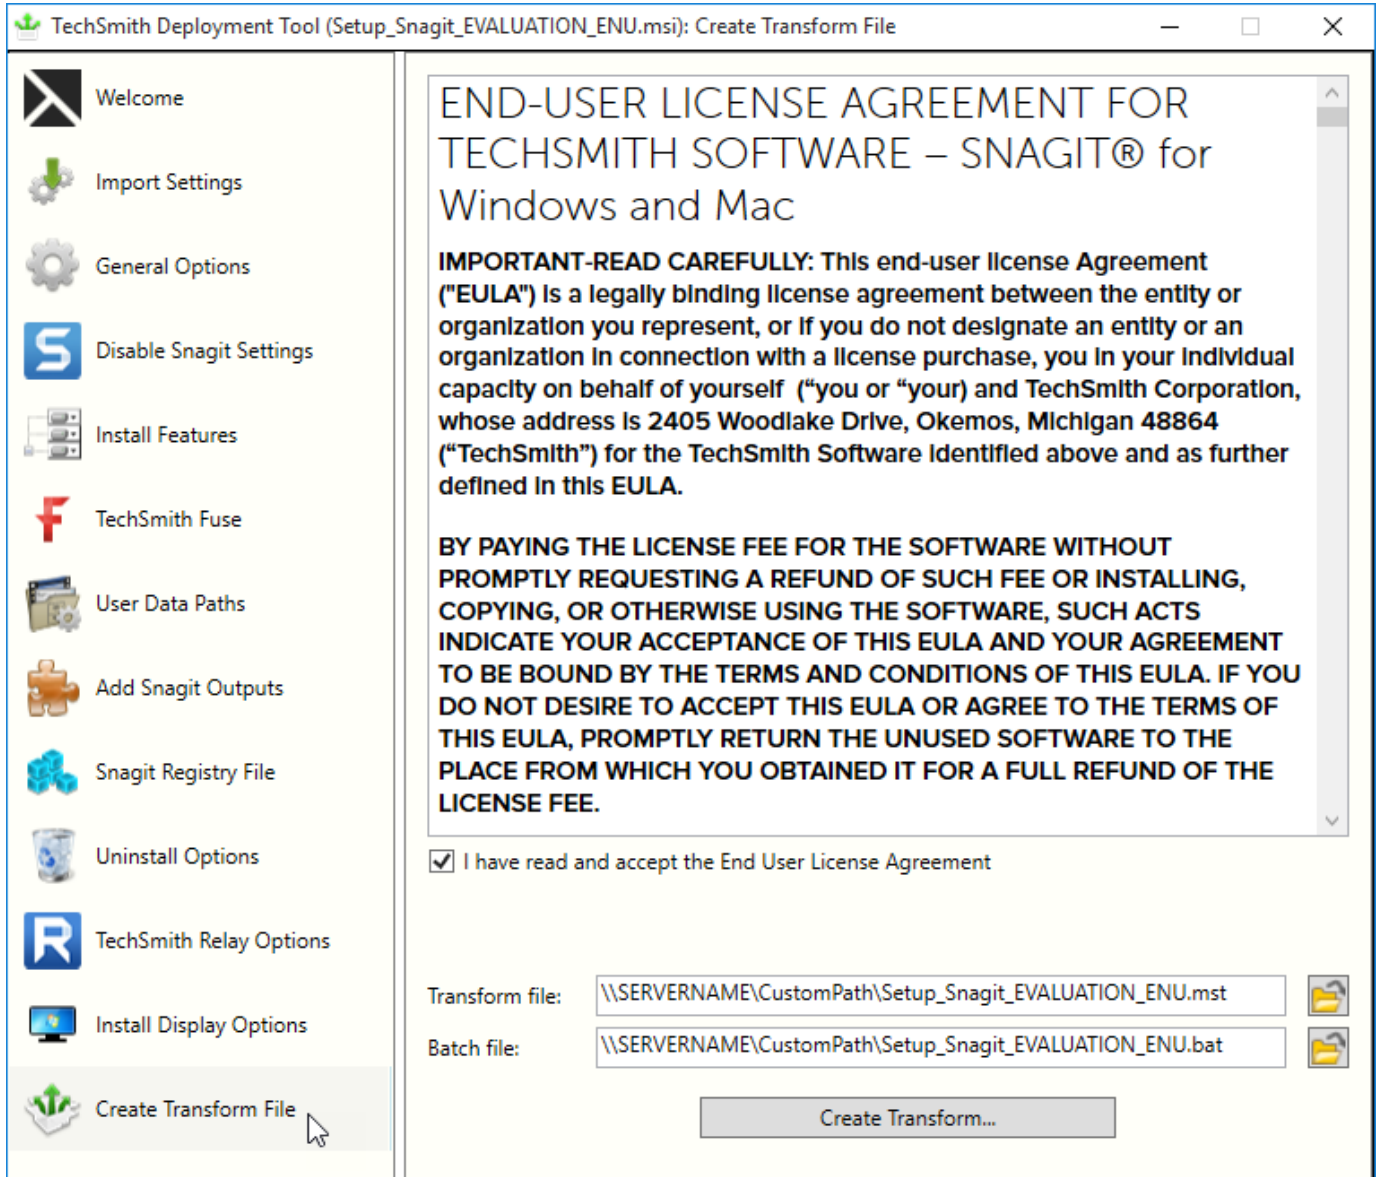 TechSmith Deployment Tool (Setup_Snagit_EVALUATION_ENU.msi): Create Transform File
Welcome
Import Settings
General Options
Disable Snagit Settings
Install Features
TechSmith Fuse
User Data Paths
Add Snagit Outputs
Snagit Registry File
Uninstall Options
TechSmith Relay Options
Install Display Options
Create Transform File
END-USER LICENSE AGREEMENT FOR
TECHSMITH SOFTWARE – SNAGIT® for
Windows and Mac
IMPORTANT-READ CAREFULLY: This end-user license Agreement
("EULA") is a legally binding license agreement between the entity or
organization you represent, or if you do not designate an entity or an
organization in connection with a license purchase, you in your individual
capacity on behalf of yourself  (“you or “your) and TechSmith Corporation,
whose address is 2405 Woodlake Drive, Okemos, Michigan 48864
(“TechSmith”) for the TechSmith Software identified above and as further
defined in this EULA.
BY PAYING THE LICENSE FEE FOR THE SOFTWARE WITHOUT
PROMPTLY REQUESTING A REFUND OF SUCH FEE OR INSTALLING,
COPYING, OR OTHERWISE USING THE SOFTWARE, SUCH ACTS
INDICATE YOUR ACCEPTANCE OF THIS EULA AND YOUR AGREEMENT
TO BE BOUND BY THE TERMS AND CONDITIONS OF THIS EULA. IF YOU
DO NOT DESIRE TO ACCEPT THIS EULA OR AGREE TO THE TERMS OF
THIS EULA, PROMPTLY RETURN THE UNUSED SOFTWARE TO THE
PLACE FROM WHICH YOU OBTAINED IT FOR A FULL REFUND OF THE
LICENSE FEE.
I have read and accept the End User License Agreement
Transform file: \\SERVERNAME\CustomPath\Setup_Snagit_EVALUATION_ENU.mst
Batch file: \\SERVERNAME\CustomPath\Setup_Snagit_EVALUATION_ENU.bat
Create Transform...